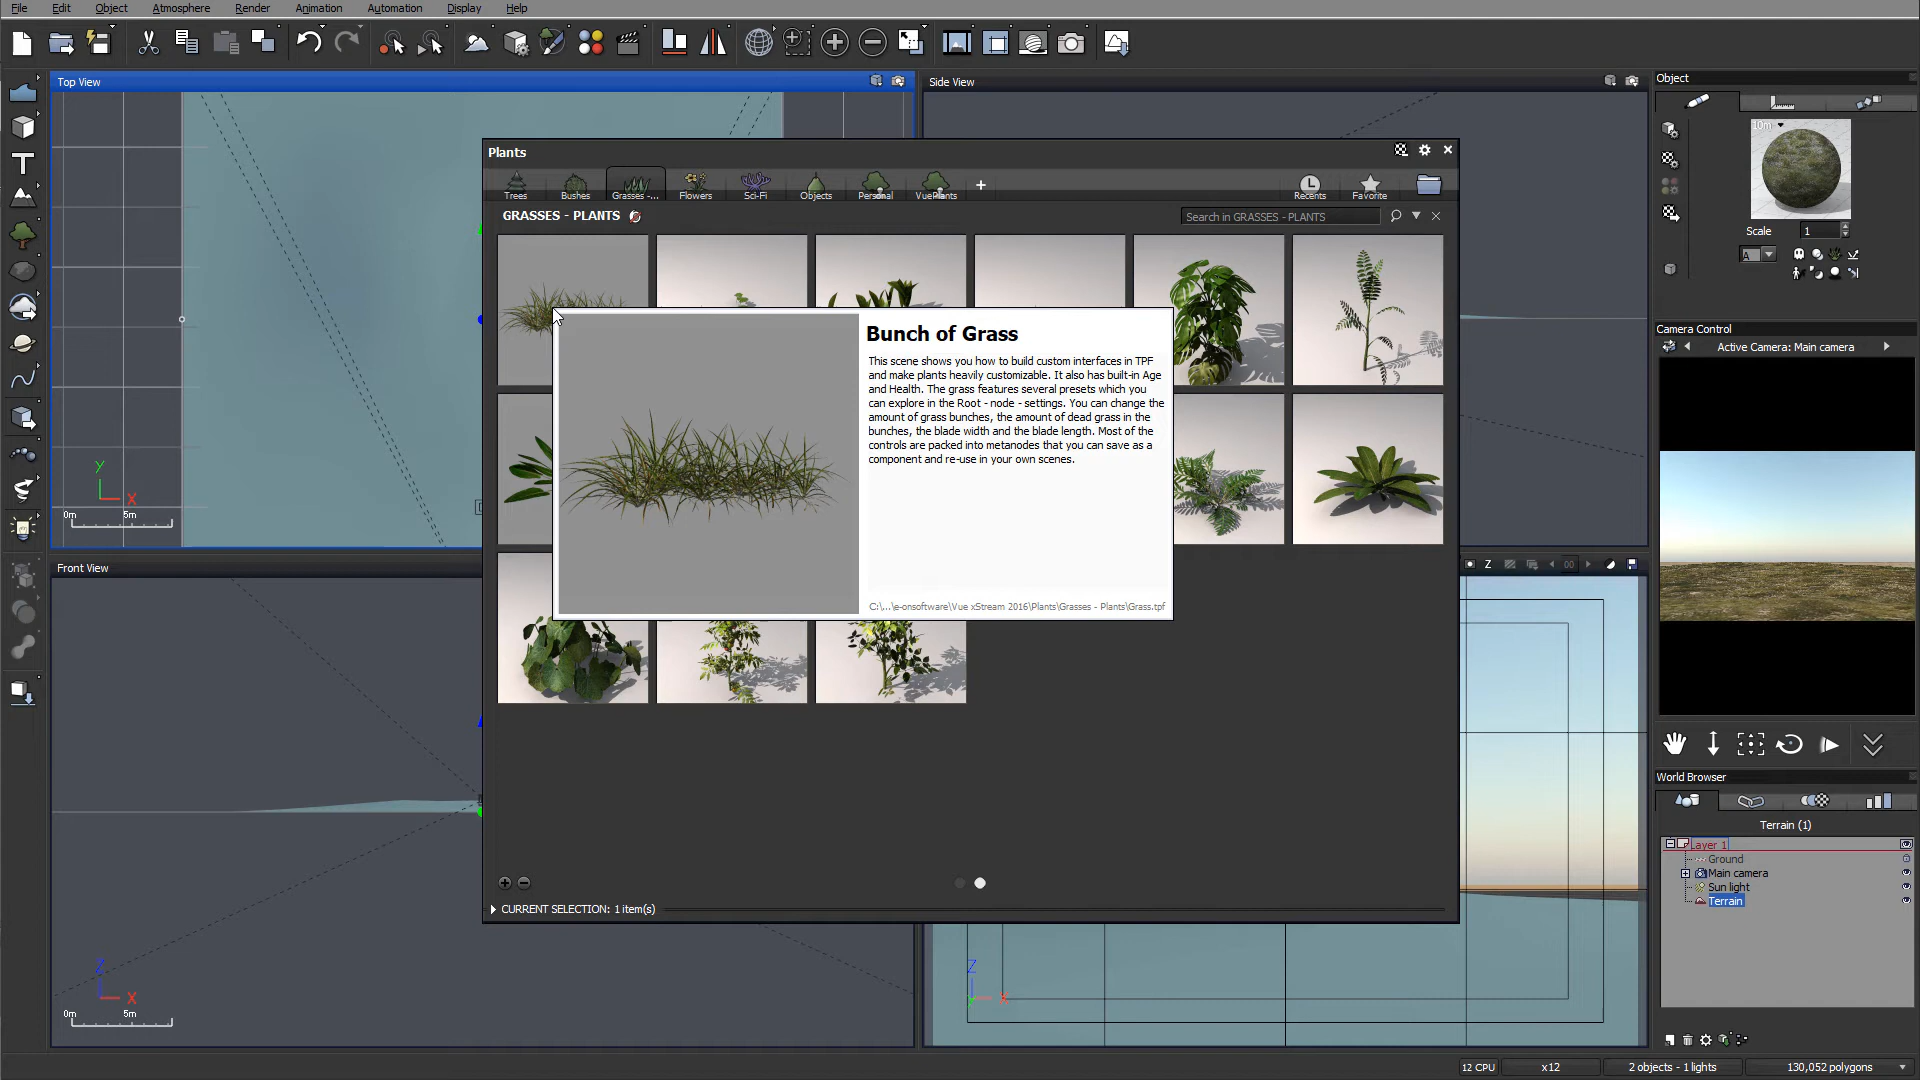 File Edit Object Atmosphere Render Animation Automation Display Help
Top View
Side View
Object
Plants
Trees Bushes Grasses -... Flowers Sci-Fi Objects Personal VuePlants + Recents Favorite
GRASSES - PLANTS
Search in GRASSES - PLANTS
10m
Scale 1
A
Camera Control
Active Camera: Main camera
Bunch of Grass
This scene shows you how to build custom interfaces in TPF
and make plants heavily customizable. It also has built-in Age
and Health. The grass features several presets which you
can explore in the Root - node - settings. You can change the
amount of grass bunches, the amount of dead grass in the
bunches, the blade width and the blade length. Most of the
controls are packed into metanodes that you can save as a
component and re-use in your own scenes.
C:\,..\e-onsoftware\Vue xStream 2016\Plants\Grasses - Plants\Grass.tpf
Y
X
0m 5m
Front View
Z
00
World Browser
Terrain (1)
Layer 1
Ground
Main camera
Sun light
Terrain
CURRENT SELECTION: 1 item(s)
Z
X
0m 5m
Z
Y
X
12 CPU x12 2 objects - 1 lights 130,052 polygons